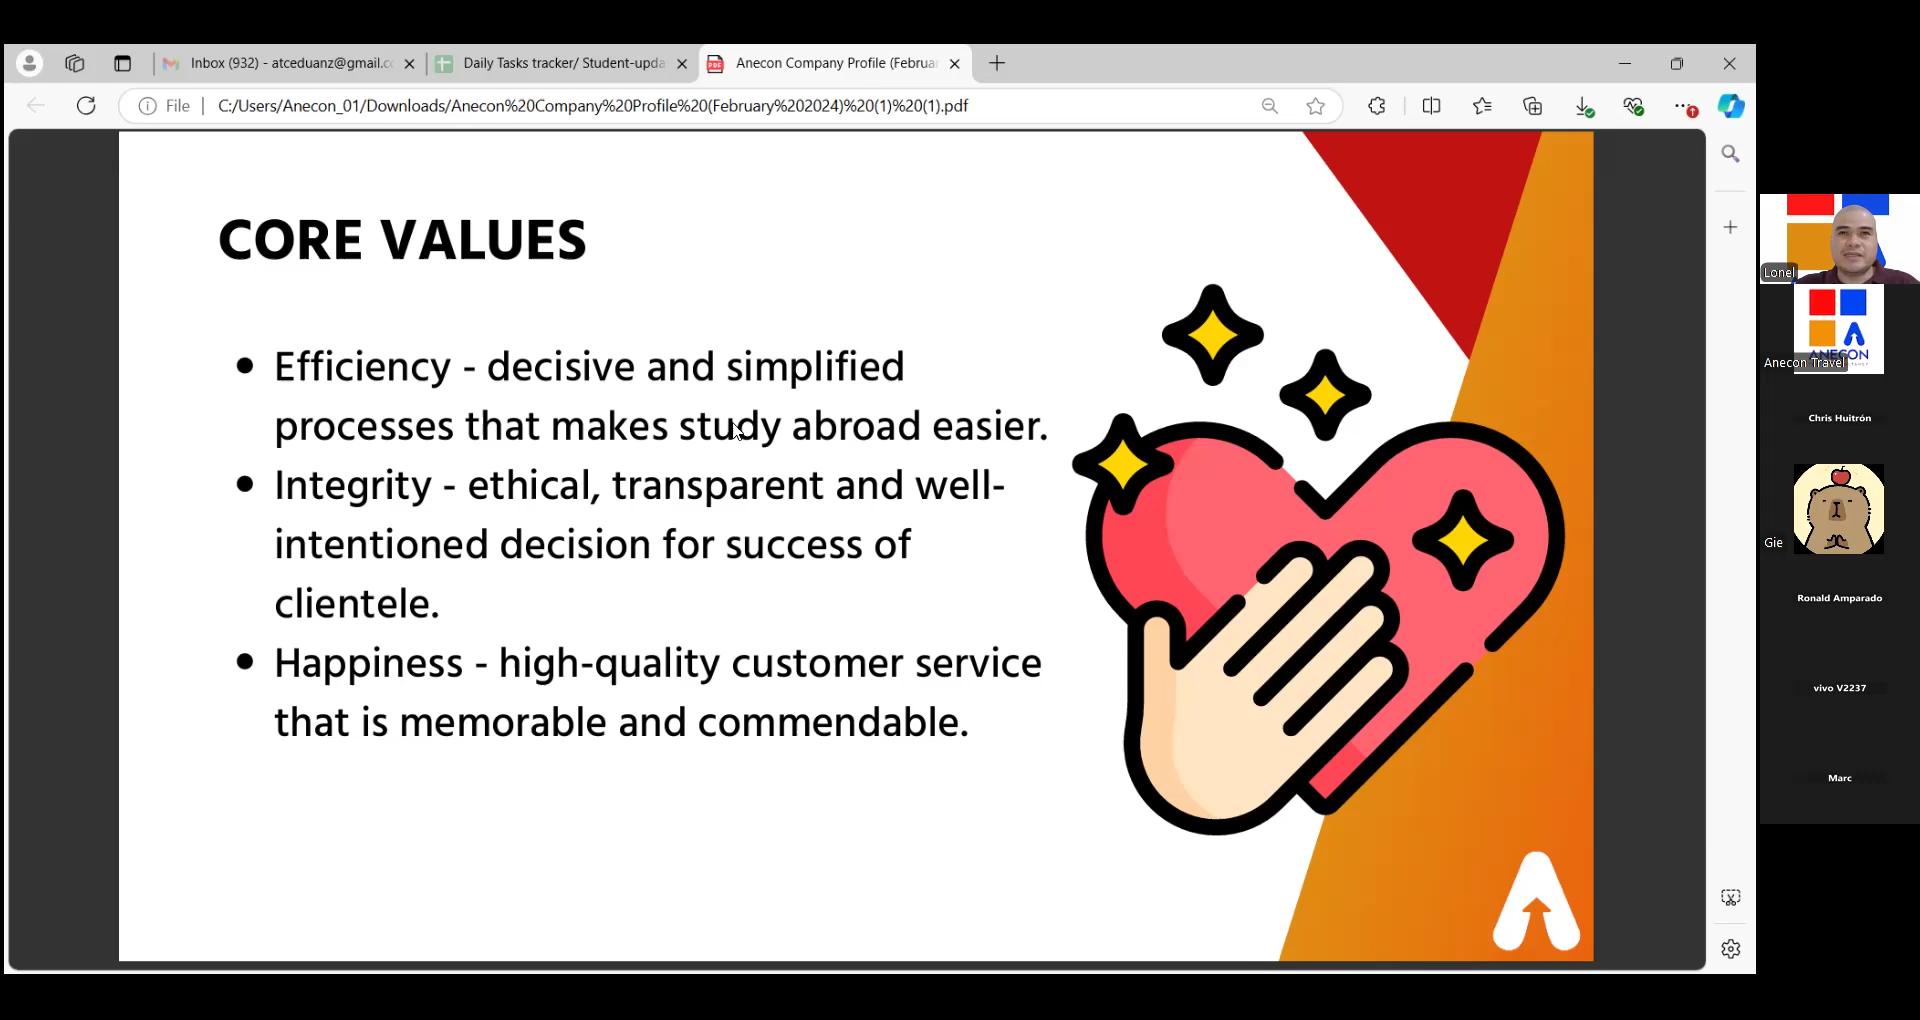 Inbox (932) - atceduanz@gmail.c
Daily Tasks tracker/ Student-upda
Anecon Company Profile (Februa
File
C:/Users/Anecon_01/Downloads/Anecon%20Company%20Profile%20(February%202024)%20(1)%20(1).pdf
CORE VALUES
• Efficiency - decisive and simplified
processes that makes study abroad easier.
• Integrity - ethical, transparent and well-
intentioned decision for success of
clientele.
• Happiness - high-quality customer service
that is memorable and commendable.
Lonel
ANECON
Anecon Travel
Chris Huitrón
Gie
Ronald Amparado
vivo V2237
Marc